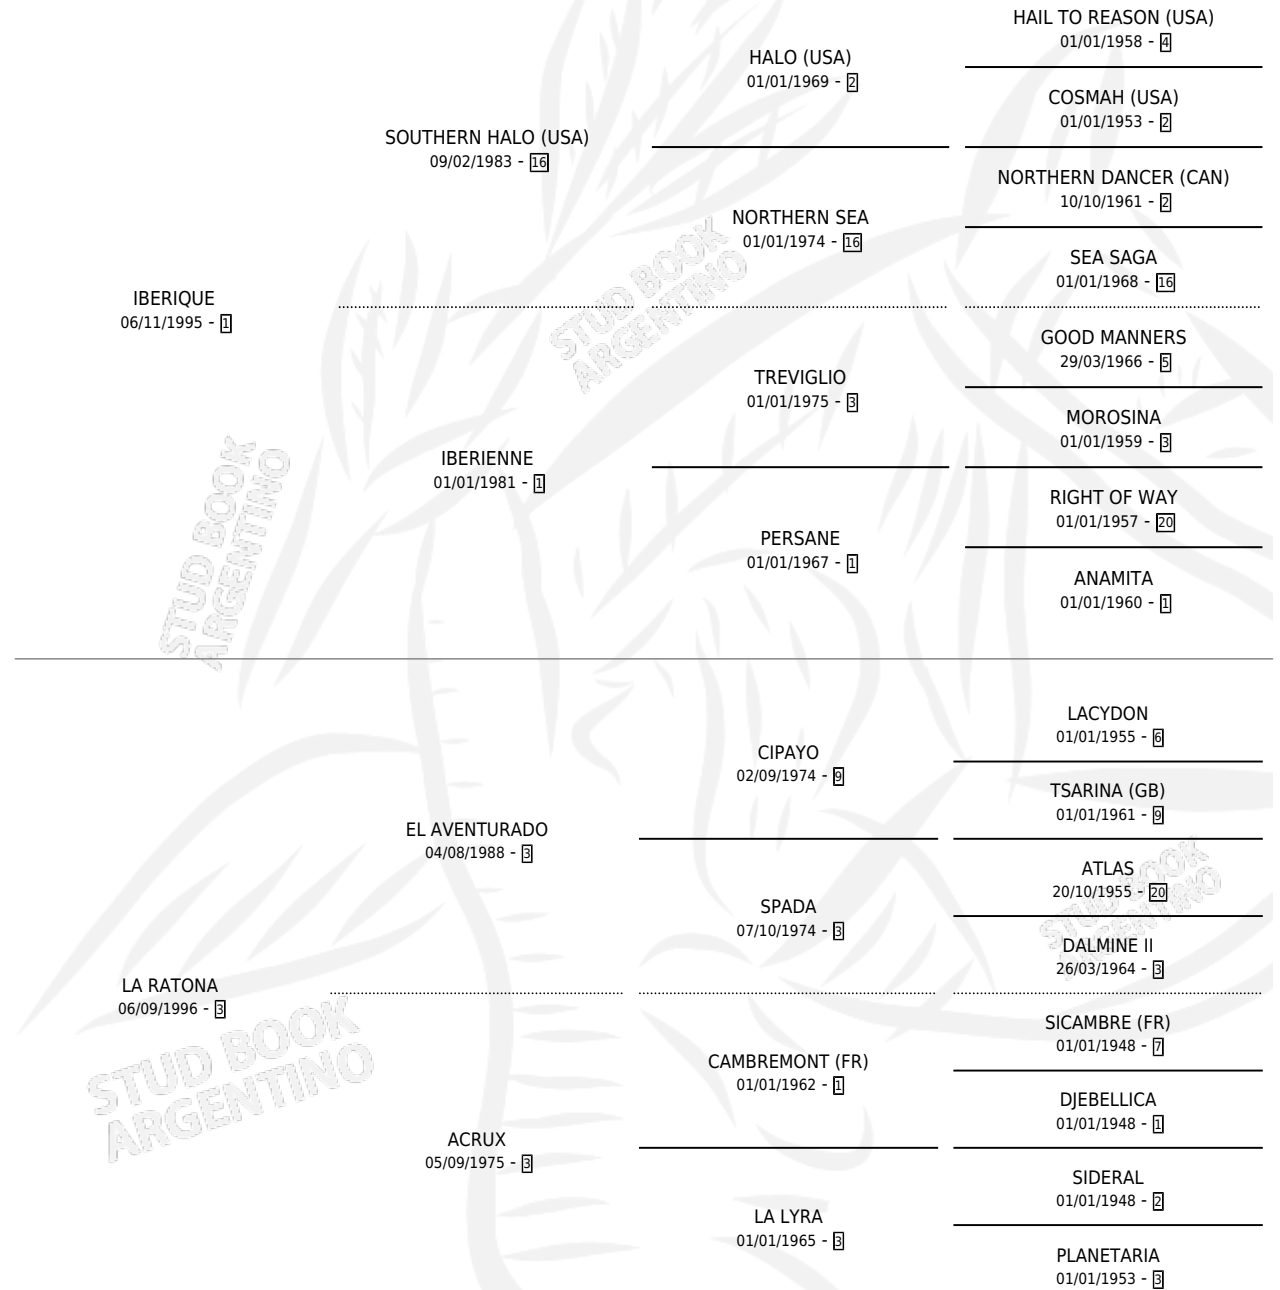 HAIL TO REASON (USA)
01/01/1958 - 4
HALO (USA)
01/01/1969 - 2
COSMAH (USA)
01/01/1953 - 2
SOUTHERN HALO (USA)
09/02/1983 - 16
NORTHERN DANCER (CAN)
10/10/1961 - 2
NORTHERN SEA
01/01/1974 - 16
SEA SAGA
01/01/1968 - 16
IBERIQUE
06/11/1995 - 1
STUD BOOK
ARGENTINO
GOOD MANNERS
29/03/1966 - 5
TREVIGLIO
01/01/1975 - 3
MOROSINA
01/01/1959 - 3
IBERIENNE
01/01/1981 - 1
RIGHT OF WAY
01/01/1957 - 20
PERSANE
01/01/1967 - 1
ANAMITA
01/01/1960 - 1
STUD BOOK
ARGENTINO
LACYDON
01/01/1955 - 6
CIPAYO
02/09/1974 - 9
TSARINA (GB)
01/01/1961 - 9
EL AVENTURADO
04/08/1988 - 3
ATLAS
20/10/1955 - 20
SPADA
07/10/1974 - 3
STUD BOOK
ARGENTINO
DALMINE II
26/03/1964 - 3
LA RATONA
06/09/1996 - 3
SICAMBRE (FR)
01/01/1948 - 7
CAMBREMONT (FR)
01/01/1962 - 1
STUD BOOK
ARGENTINO
DJEBELLICA
01/01/1948 - 1
ACRUX
05/09/1975 - 3
SIDERAL
01/01/1948 - 2
LA LYRA
01/01/1965 - 3
PLANETARIA
01/01/1953 - 3